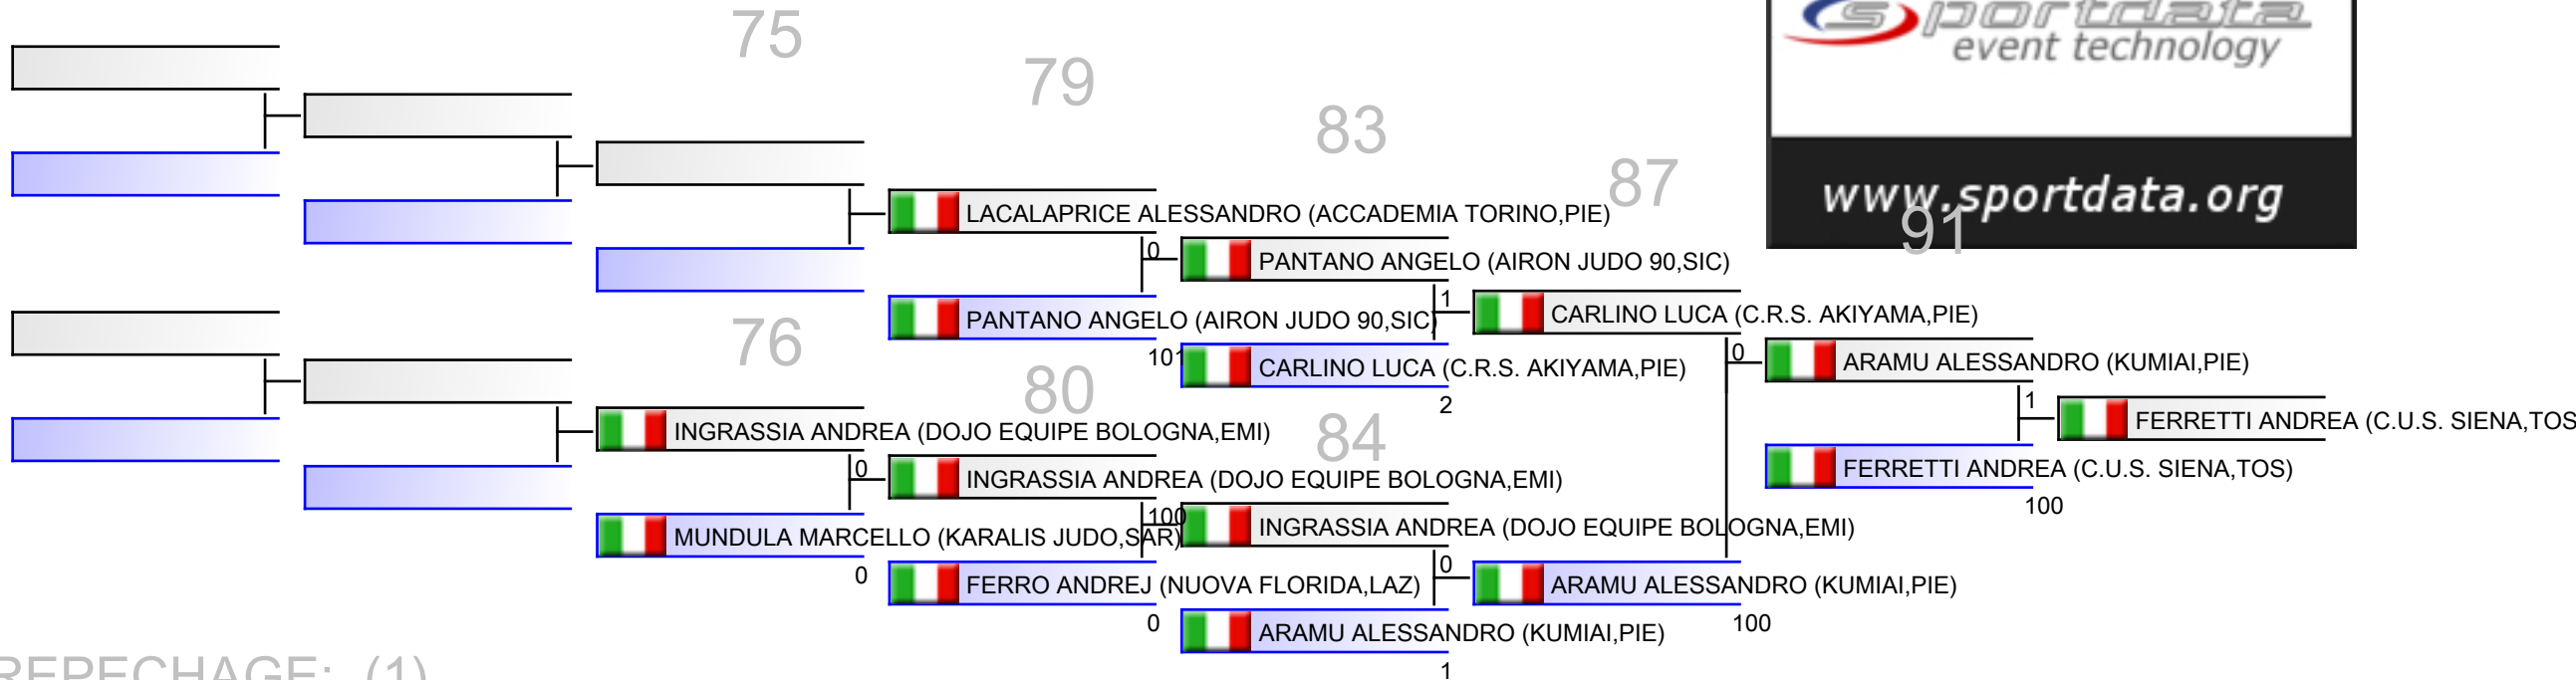 75
79
83
87
sportdata
event technology
www.sportdata.org
91
LACALAPRICE ALESSANDRO (ACCADEMIA TORINO,PIE)
0
PANTANO ANGELO (AIRON JUDO 90,SIC)
PANTANO ANGELO (AIRON JUDO 90,SIC)
101
1
CARLINO LUCA (C.R.S. AKIYAMA,PIE)
CARLINO LUCA (C.R.S. AKIYAMA,PIE)
2
0
ARAMU ALESSANDRO (KUMIAI,PIE)
1
FERRETTI ANDREA (C.U.S. SIENA,TOS
FERRETTI ANDREA (C.U.S. SIENA,TOS)
100
76
80
84
INGRASSIA ANDREA (DOJO EQUIPE BOLOGNA,EMI)
0
INGRASSIA ANDREA (DOJO EQUIPE BOLOGNA,EMI)
MUNDULA MARCELLO (KARALIS JUDO,SAR)
0
100
INGRASSIA ANDREA (DOJO EQUIPE BOLOGNA,EMI)
FERRO ANDREJ (NUOVA FLORIDA,LAZ)
0
0
ARAMU ALESSANDRO (KUMIAI,PIE)
100
ARAMU ALESSANDRO (KUMIAI,PIE)
1
REPECHAGE: (1)